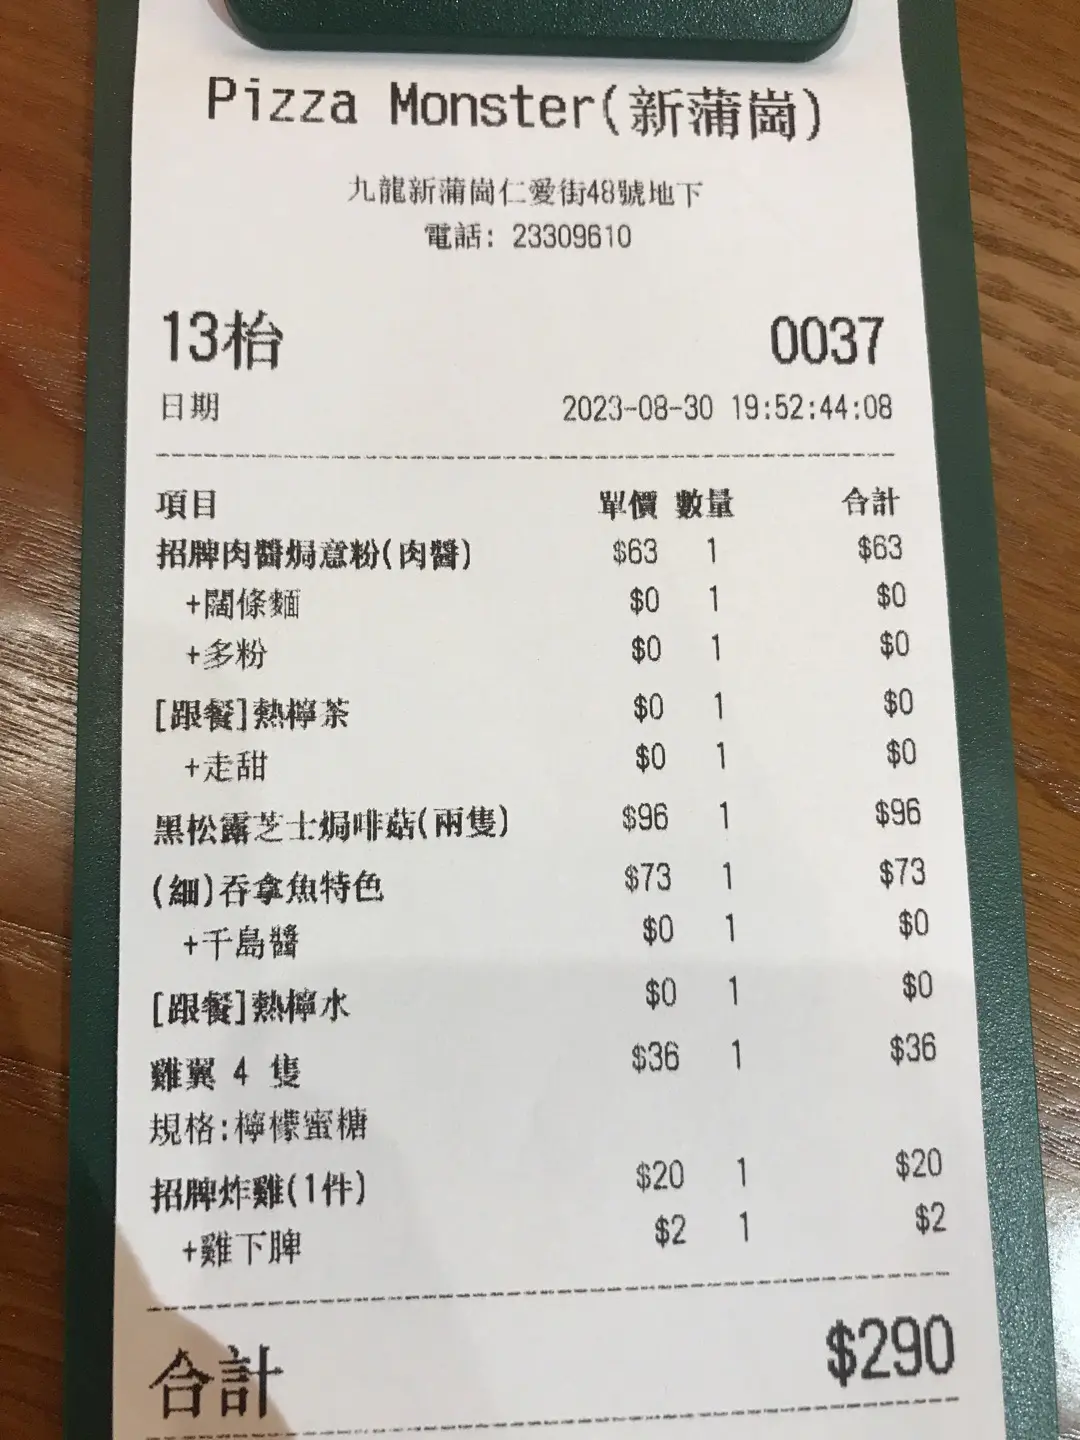 Pizza Monster(新蒲崗)
九龍新蒲崗仁愛街48號地下
電話: 23309610
13枱 0037
日期 2023-08-30 19:52:44:08
項目 單價 數量 合計
招牌肉醬焗意粉(肉醬) $63 1 $63
+闊條麵 $0 1 $0
+多粉 $0 1 $0
[跟餐]熱檸茶 $0 1 $0
+走甜 $0 1 $0
黑松露芝士焗啡菇(兩隻) $96 1 $96
(細)吞拿魚特色 $73 1 $73
+千島醬 $0 1 $0
[跟餐]熱檸水 $0 1 $0
雞翼 4 隻 $36 1 $36
規格:檸檬蜜糖
招牌炸雞(1件) $20 1 $20
+雞下脾 $2 1 $2
合計 $290